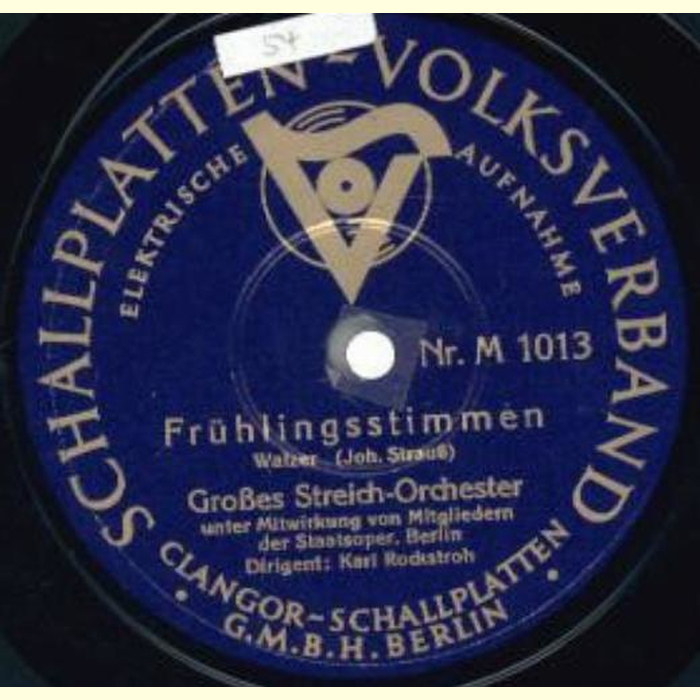 54
SCHALLPLATTEN-VOLKSVERBAND
ELEKTRISCHE AUFNAHME
Nr. M 1013
Frühlingsstimmen
Walzer (Joh. Strauß)
Großes Streich-Orchester
unter Mitwirkung von Mitgliedern
der Staatsoper, Berlin
Dirigent: Karl Rockstroh
CLANGOR-SCHALLPLATTEN
G.M.B.H. BERLIN